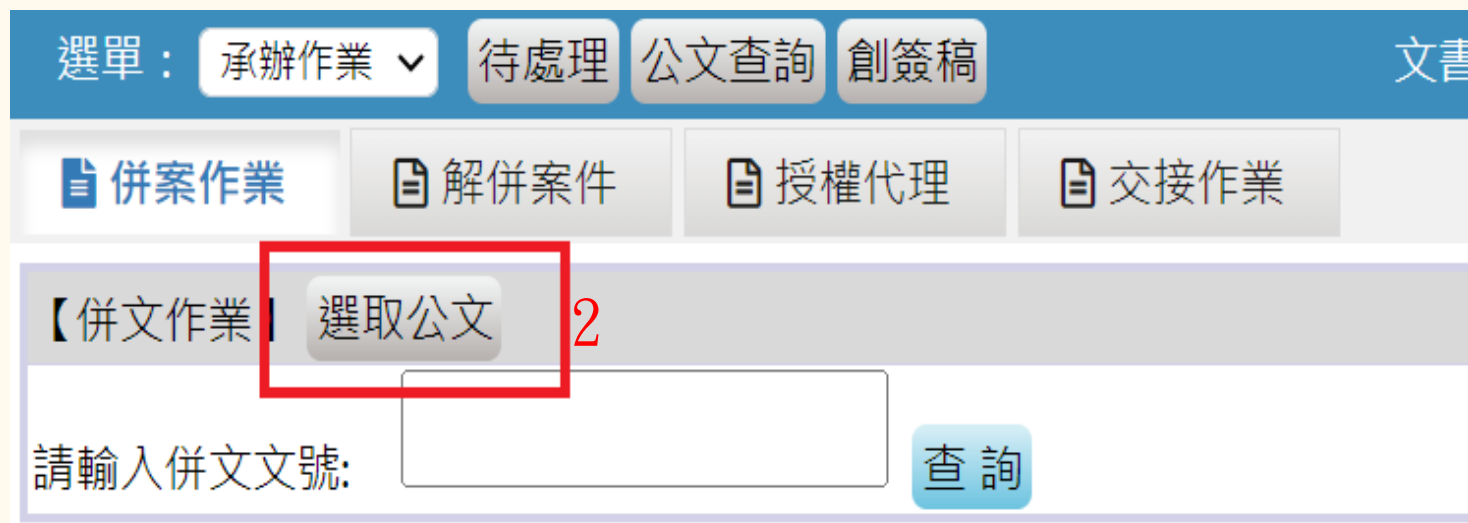 選單： 承辦作業 待處理 公文查詢 創簽稿 文書
併案作業 解併案件 授權代理 交接作業
【併文作業】 選取公文 2
請輸入併文文號: 查 詢